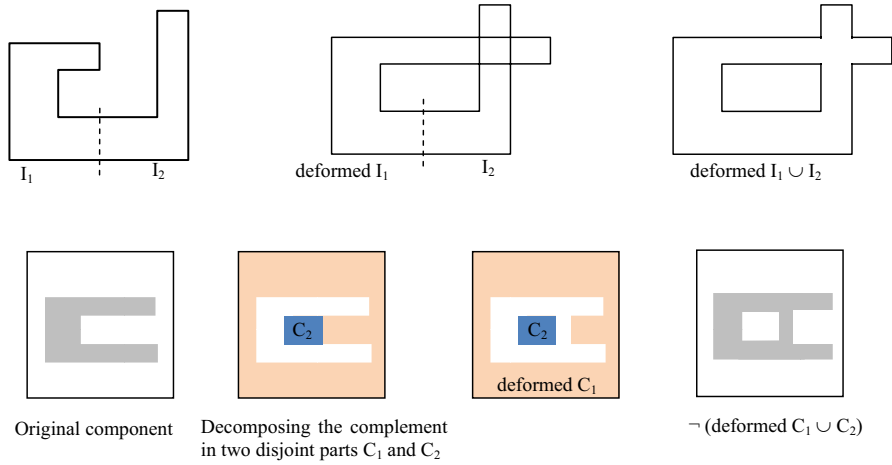 I₁ I₂
deformed I₁ I₂
deformed I₁ ∪ I₂
C₂
C₂
deformed C₁
Original component
Decomposing the complement
in two disjoint parts C₁ and C₂
¬ (deformed C₁ ∪ C₂)